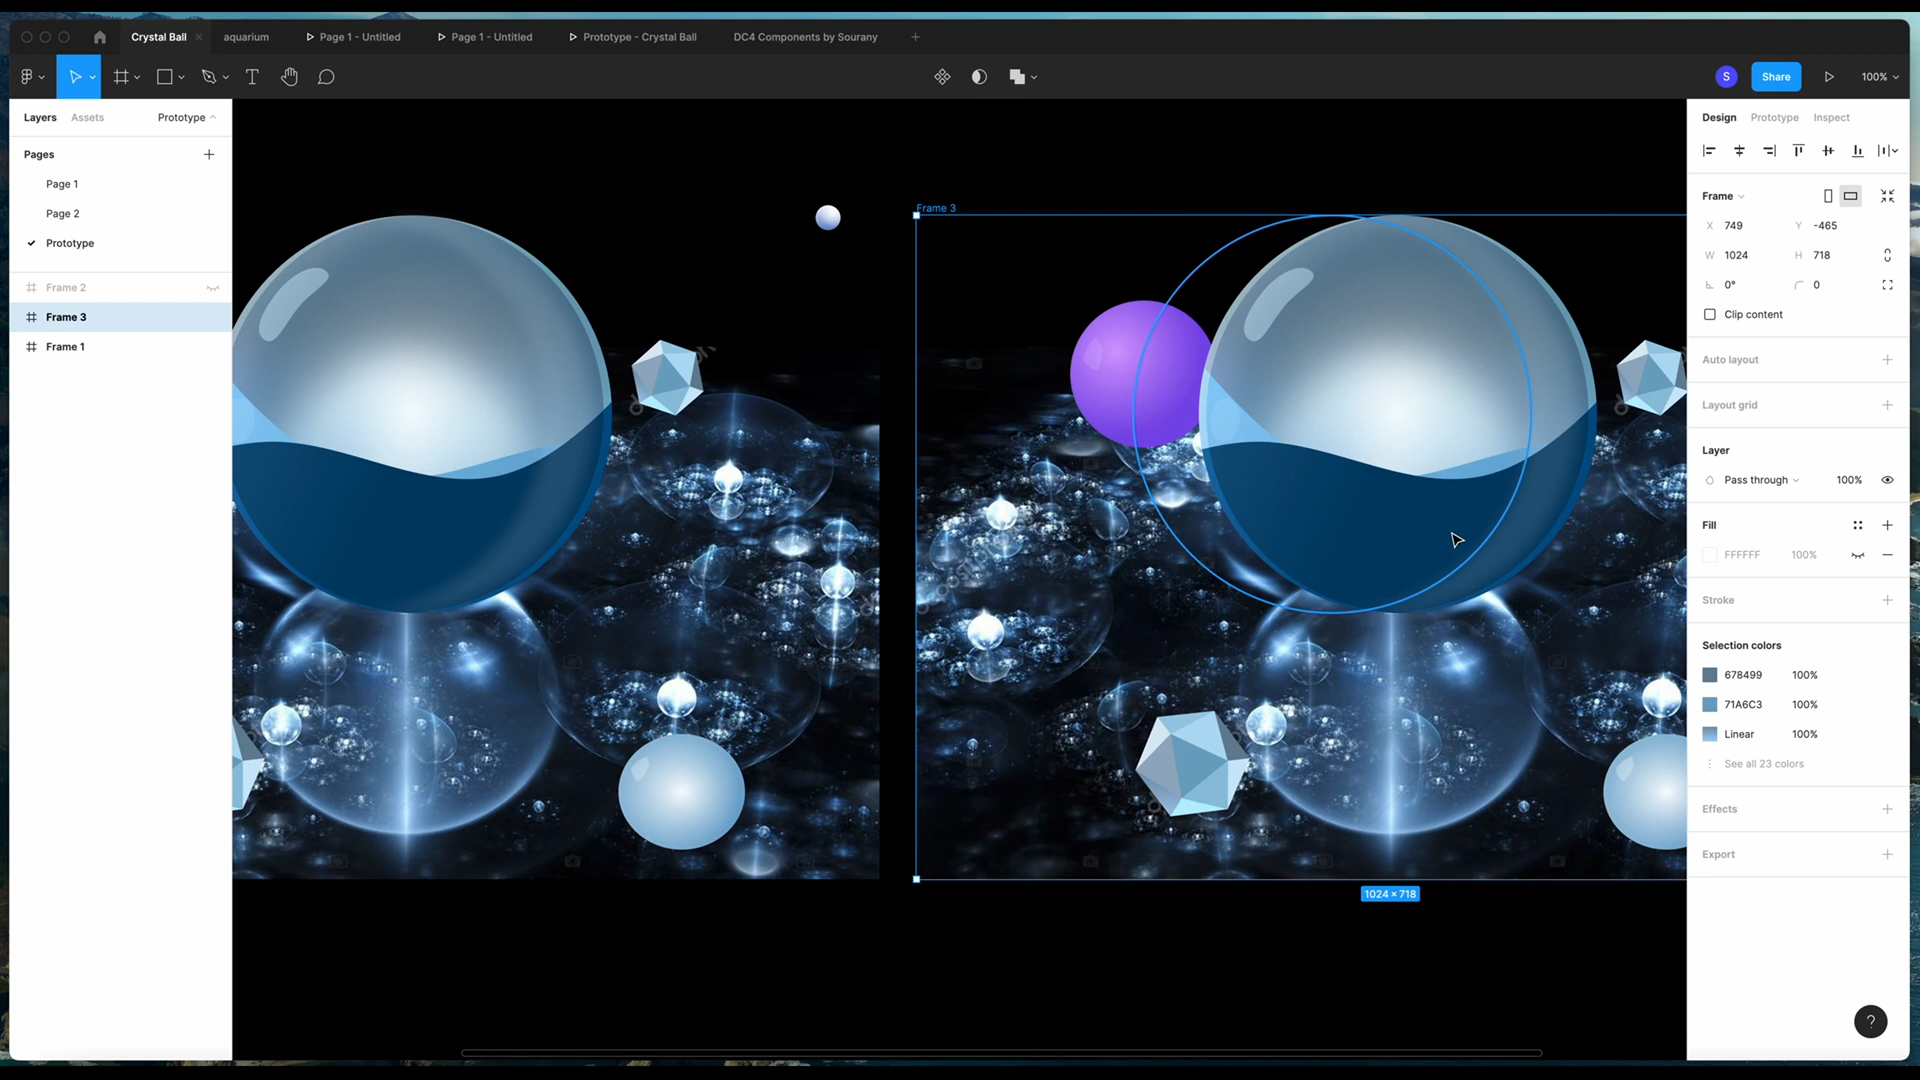 Crystal Ball
aquarium
Page 1 - Untitled
Page 1 - Untitled
Prototype - Crystal Ball
DC4 Components by Sourany
S
Share
100%
Layers
Assets
Prototype
Pages
Page 1
Page 2
Prototype
Frame 2
Frame 3
Frame 1
Frame 3
1024 × 718
Design
Prototype
Inspect
Frame
X 749
Y -465
W 1024
H 718
0°
0
Clip content
Auto layout
Layout grid
Layer
Pass through
100%
Fill
FFFFFF
100%
Stroke
Selection colors
678499
100%
71A6C3
100%
Linear
100%
See all 23 colors
Effects
Export
?